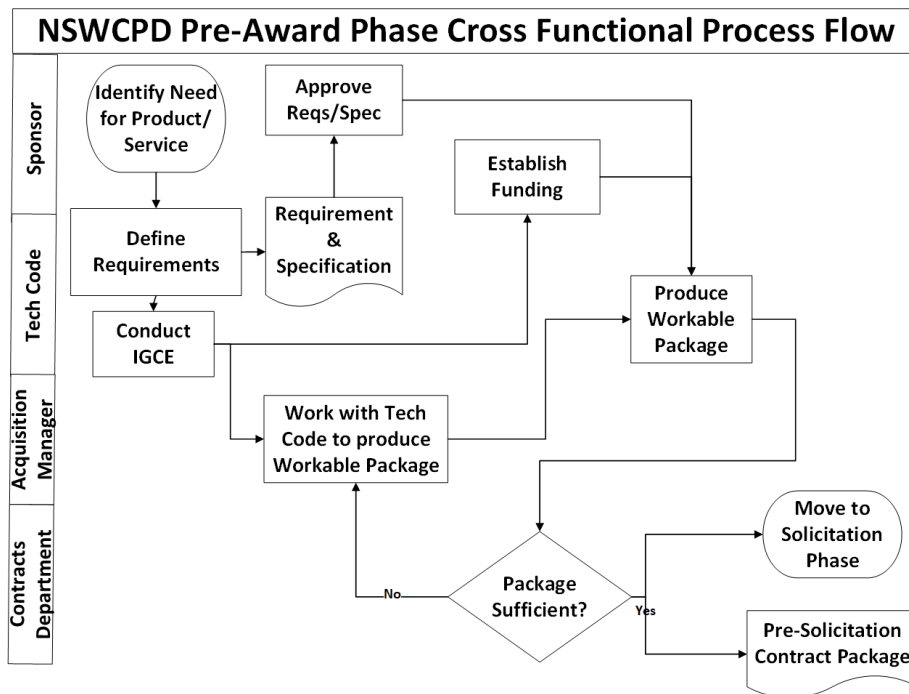 NSWCPD Pre-Award Phase Cross Functional Process Flow
Sponsor
Identify Need
for Product/
Service
Approve
Reqs/Spec
Establish
Funding
Tech Code
Define
Requirements
Requirement
&
Specification
Conduct
IGCE
Produce
Workable
Package
Acquisition
Manager
Work with Tech
Code to produce
Workable Package
Contracts
Department
Package
Sufficient?
No
Yes
Move to
Solicitation
Phase
Pre-Solicitation
Contract Package